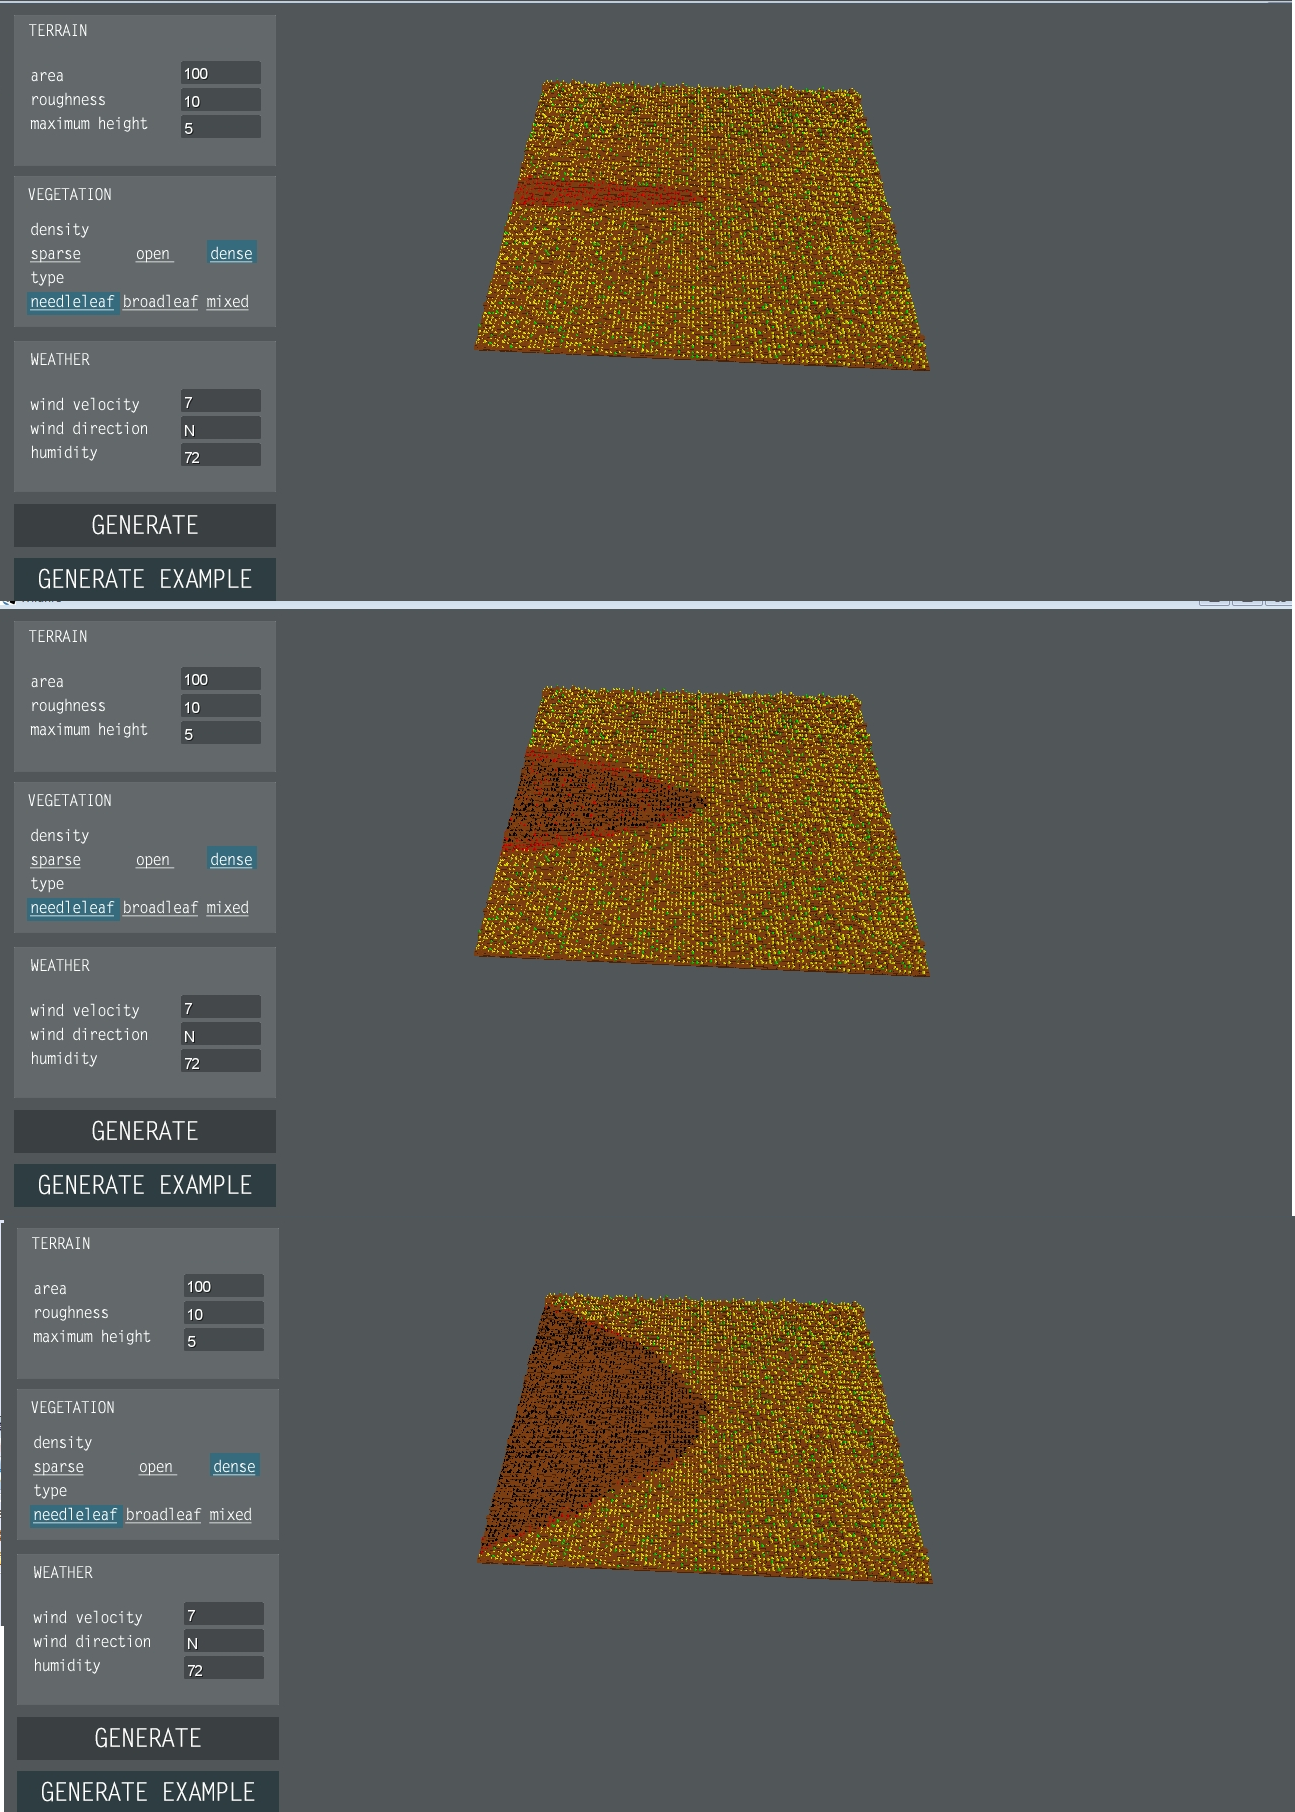 TERRAIN
area 100
roughness 10
maximum height 5
VEGETATION
density
sparse open dense
type
needleleaf broadleaf mixed
WEATHER
wind velocity 7
wind direction N
humidity 72
GENERATE
GENERATE EXAMPLE
TERRAIN
area 100
roughness 10
maximum height 5
VEGETATION
density
sparse open dense
type
needleleaf broadleaf mixed
WEATHER
wind velocity 7
wind direction N
humidity 72
GENERATE
GENERATE EXAMPLE
TERRAIN
area 100
roughness 10
maximum height 5
VEGETATION
density
sparse open dense
type
needleleaf broadleaf mixed
WEATHER
wind velocity 7
wind direction N
humidity 72
GENERATE
GENERATE EXAMPLE